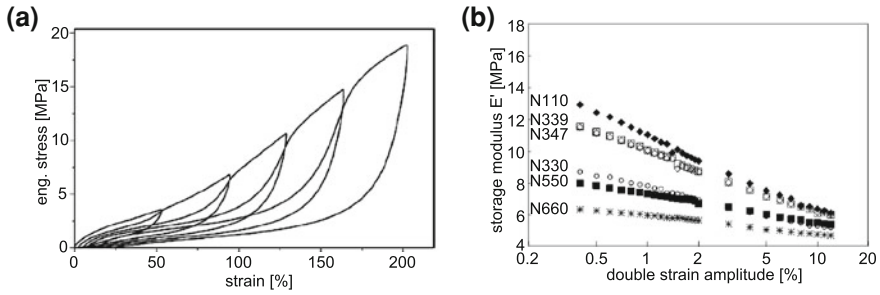 (a)
eng. stress [MPa]
20
15
10
5
0
0 50 100 150 200
strain [%]
(b)
storage modulus E' [MPa]
18
16
14
12
10
8
6
4
N110
N339
N347
N330
N550
N660
0.2 0.5 1 2 5 10 20
double strain amplitude [%]